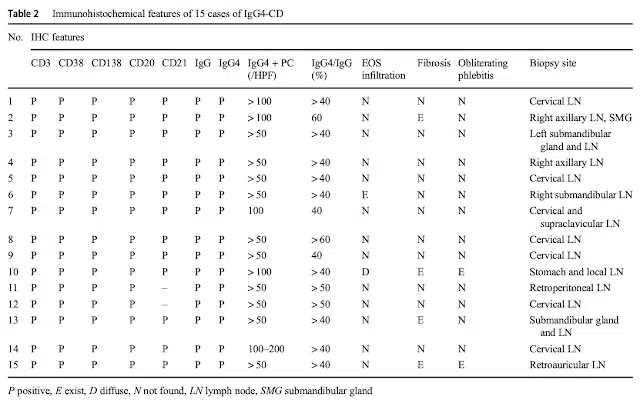 Table 2 Immunohistochemical features of 15 cases of IgG4-CD
No. IHC features
CD3 CD38 CD138 CD20 CD21 IgG IgG4 IgG4 + PC IgG4/IgG EOS Fibrosis Obliterating Biopsy site
(/HPF) (%) infiltration phlebitis
1 P P P P P P P > 100 > 40 N N N Cervical LN
2 P P P P P P P > 100 60 N E N Right axillary LN, SMG
3 P P P P P P P > 50 > 40 N N N Left submandibular
gland and LN
4 P P P P P P P > 50 > 40 N N N Right axillary LN
5 P P P P P P P > 50 > 40 N N N Cervical LN
6 P P P P P P P > 50 > 40 E N N Right submandibular LN
7 P P P P P P P 100 40 N N N Cervical and
supraclavicular LN
8 P P P P P P P > 50 > 60 N N N Cervical LN
9 P P P P P P P > 50 40 N N N Cervical LN
10 P P P P P P P > 100 > 40 D E E Stomach and local LN
11 P P P P – P P > 50 > 50 N N N Retroperitoneal LN
12 P P P P – P P > 50 > 50 N N N Cervical LN
13 P P P P P P P > 50 > 40 N E N Submandibular gland
and LN
14 P P P P P P P 100–200 > 40 N N N Cervical LN
15 P P P P P P P > 50 > 40 N E E Retroauricular LN
P positive, E exist, D diffuse, N not found, LN lymph node, SMG submandibular gland